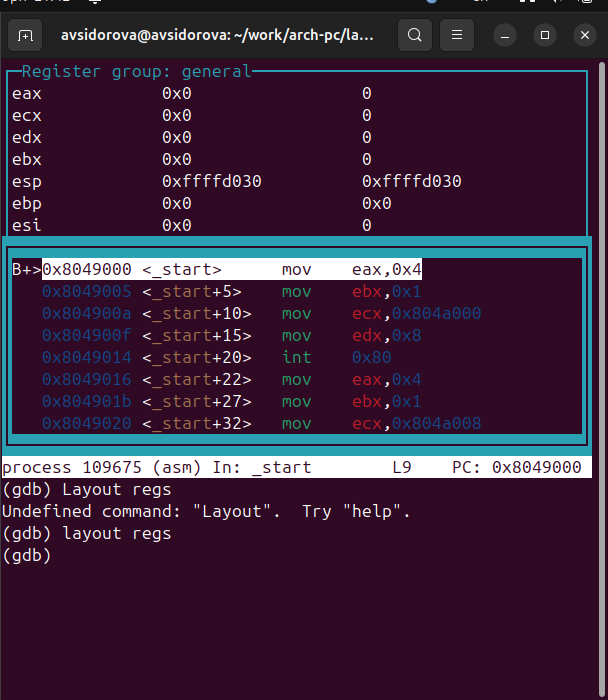 avsidorova@avsidorova: ~/work/arch-pc/la...
Register group: general
eax 0x0 0
ecx 0x0 0
edx 0x0 0
ebx 0x0 0
esp 0xffffd030 0xffffd030
ebp 0x0 0x0
esi 0x0 0
B+>0x8049000 <_start> mov eax,0x4
0x8049005 <_start+5> mov ebx,0x1
0x804900a <_start+10> mov ecx,0x804a000
0x804900f <_start+15> mov edx,0x8
0x8049014 <_start+20> int 0x80
0x8049016 <_start+22> mov eax,0x4
0x804901b <_start+27> mov ebx,0x1
0x8049020 <_start+32> mov ecx,0x804a008
process 109675 (asm) In: _start L9 PC: 0x8049000
(gdb) Layout regs
Undefined command: "Layout".  Try "help".
(gdb) layout regs
(gdb)